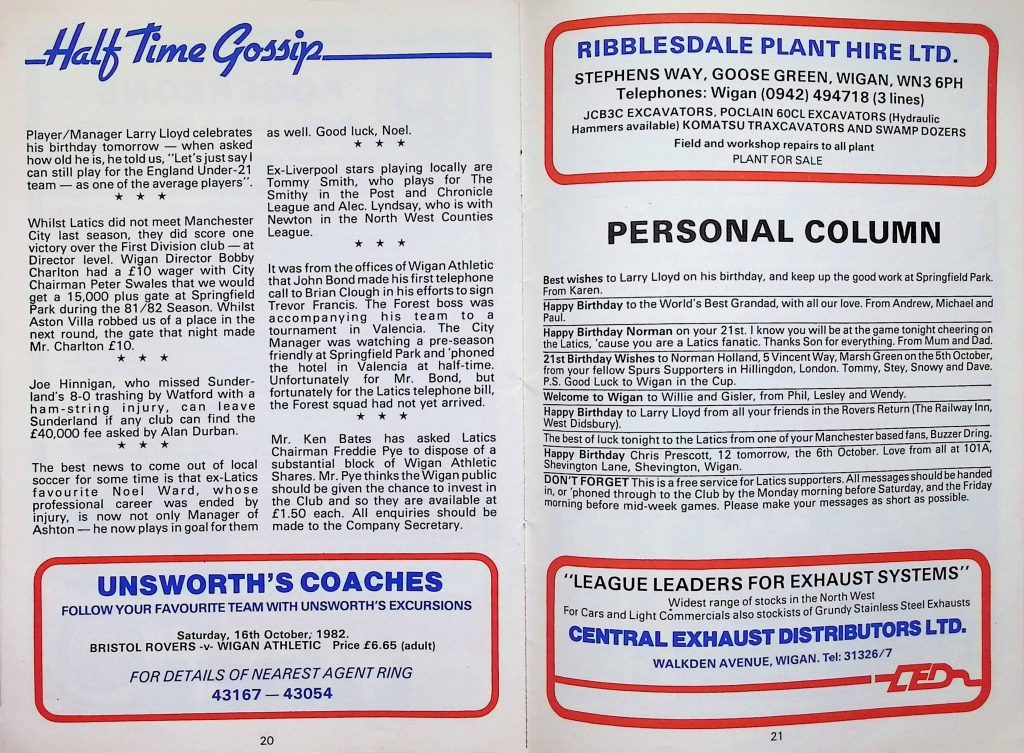 Half Time Gossip
Player/Manager Larry Lloyd celebrates
his birthday tomorrow — when asked
how old he is, he told us, "Let's just say I
can still play for the England Under-21
team — as one of the average players".
★ ★ ★
Whilst Latics did not meet Manchester
City last season, they did score one
victory over the First Division club — at
Director level. Wigan Director Bobby
Charlton had a £10 wager with City
Chairman Peter Swales that we would
get a 15,000 plus gate at Springfield
Park during the 81/82 Season. Whilst
Aston Villa robbed us of a place in the
next round, the gate that night made
Mr. Charlton £10.
★ ★ ★
Joe Hinnigan, who missed Sunder-
land's 8-0 trashing by Watford with a
ham-string injury, can leave
Sunderland if any club can find the
£40,000 fee asked by Alan Durban.
★ ★ ★
The best news to come out of local
soccer for some time is that ex-Latics
favourite Noel Ward, whose
professional career was ended by
injury, is now not only Manager of
Ashton — he now plays in goal for them
as well. Good luck, Noel.
★ ★ ★
Ex-Liverpool stars playing locally are
Tommy Smith, who plays for The
Smithy in the Post and Chronicle
League and Alec. Lyndsay, who is with
Newton in the North West Counties
League.
★ ★ ★
It was from the offices of Wigan Athletic
that John Bond made his first telephone
call to Brian Clough in his efforts to sign
Trevor Francis. The Forest boss was
accompanying his team to a
tournament in Valencia. The City
Manager was watching a pre-season
friendly at Springfield Park and 'phoned
the hotel in Valencia at half-time.
Unfortunately for Mr. Bond, but
fortunately for the Latics telephone bill,
the Forest squad had not yet arrived.
★ ★ ★
Mr. Ken Bates has asked Latics
Chairman Freddie Pye to dispose of a
substantial block of Wigan Athletic
Shares. Mr. Pye thinks the Wigan public
should be given the chance to invest in
the Club and so they are available at
£1.50 each. All enquiries should be
made to the Company Secretary.
UNSWORTH'S COACHES
FOLLOW YOUR FAVOURITE TEAM WITH UNSWORTH'S EXCURSIONS
Saturday, 16th October, 1982.
BRISTOL ROVERS -v- WIGAN ATHLETIC Price £6.65 (adult)
FOR DETAILS OF NEAREST AGENT RING
43167 — 43054
20
RIBBLESDALE PLANT HIRE LTD.
STEPHENS WAY, GOOSE GREEN, WIGAN, WN3 6PH
Telephones: Wigan (0942) 494718 (3 lines)
JCB3C EXCAVATORS, POCLAIN 60CL EXCAVATORS (Hydraulic
Hammers available) KOMATSU TRAXCAVATORS AND SWAMP DOZERS
Field and workshop repairs to all plant
PLANT FOR SALE
PERSONAL COLUMN
Best wishes to Larry Lloyd on his birthday, and keep up the good work at Springfield Park.
From Karen.
Happy Birthday to the World's Best Grandad, with all our love. From Andrew, Michael and
Paul.
Happy Birthday Norman on your 21st. I know you will be at the game tonight cheering on
the Latics, 'cause you are a Latics fanatic. Thanks Son for everything. From Mum and Dad.
21st Birthday Wishes to Norman Holland, 5 Vincent Way, Marsh Green on the 5th October,
from your fellow Spurs Supporters in Hillingdon, London. Tommy, Stey, Snowy and Dave.
P.S. Good Luck to Wigan in the Cup.
Welcome to Wigan to Willie and Gisler, from Phil, Lesley and Wendy.
Happy Birthday to Larry Lloyd from all your friends in the Rovers Return (The Railway Inn,
West Didsbury).
The best of luck tonight to the Latics from one of your Manchester based fans, Buzzer Dring.
Happy Birthday Chris Prescott, 12 tomorrow, the 6th October. Love from all at 101A,
Shevington Lane, Shevington, Wigan.
DON'T FORGET This is a free service for Latics supporters. All messages should be handed
in, or 'phoned through to the Club by the Monday morning before Saturday, and the Friday
morning before mid-week games. Please make your messages as short as possible.
"LEAGUE LEADERS FOR EXHAUST SYSTEMS"
Widest range of stocks in the North West
For Cars and Light Commercials also stockists of Grundy Stainless Steel Exhausts
CENTRAL EXHAUST DISTRIBUTORS LTD.
WALKDEN AVENUE, WIGAN. Tel: 31326/7
CED
21